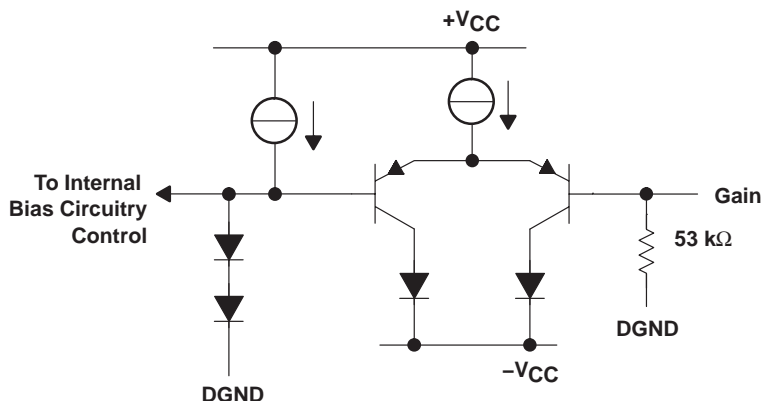 +VCC
To Internal
Bias Circuitry
Control
Gain
53 kΩ
DGND
−VCC
DGND